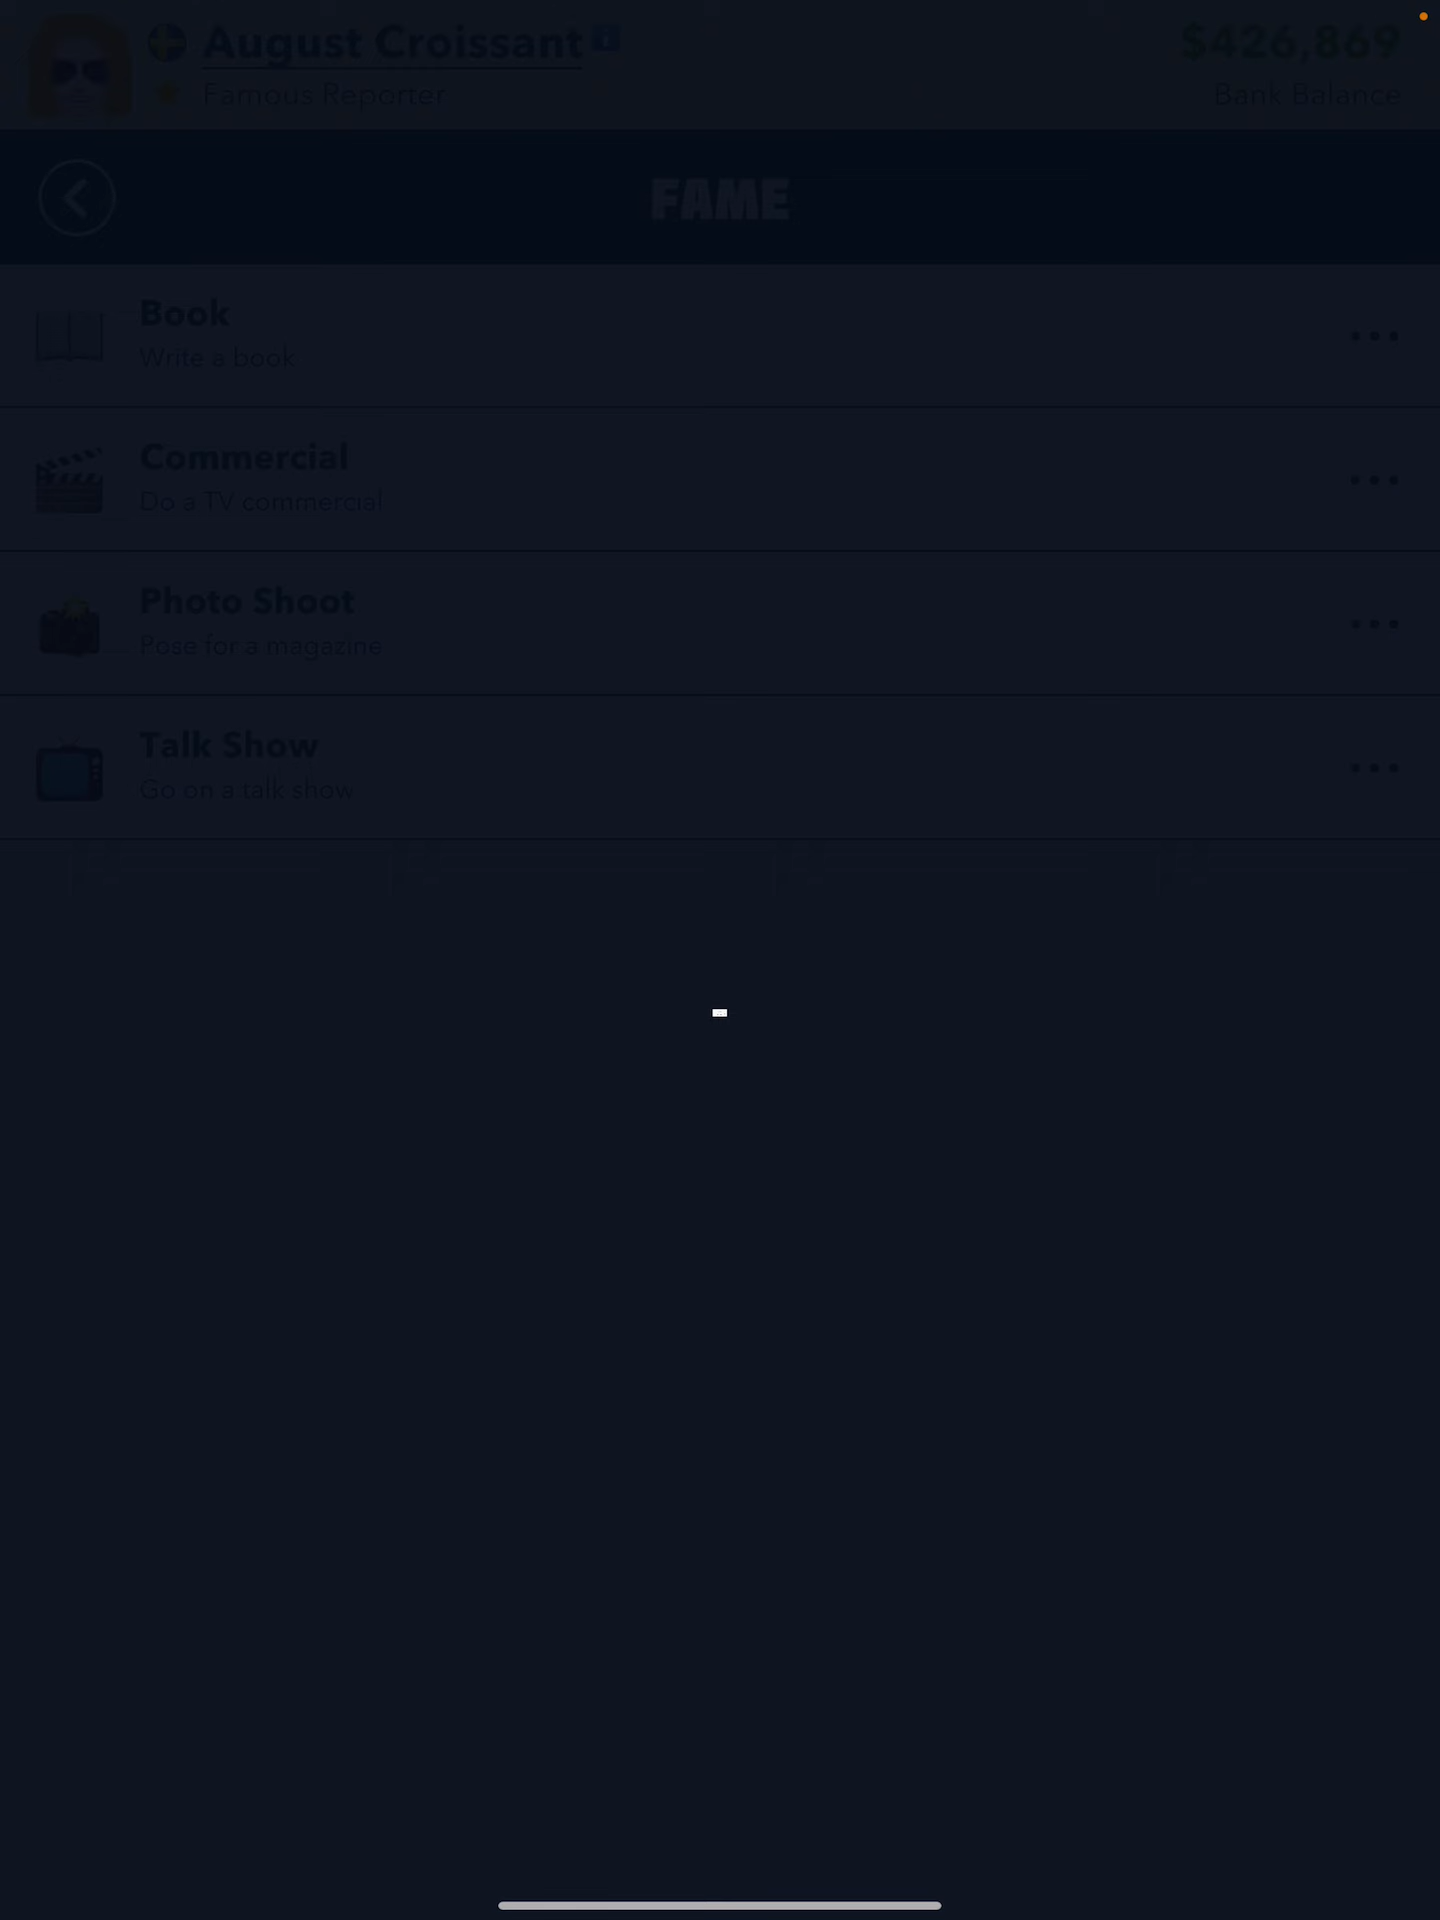 August Croissant
$426,869
Famous Reporter
Bank Balance
FAME
Book
Write a book
Commercial
Do a TV commercial
Photo Shoot
Pose for a magazine
Talk Show
Go on a talk show